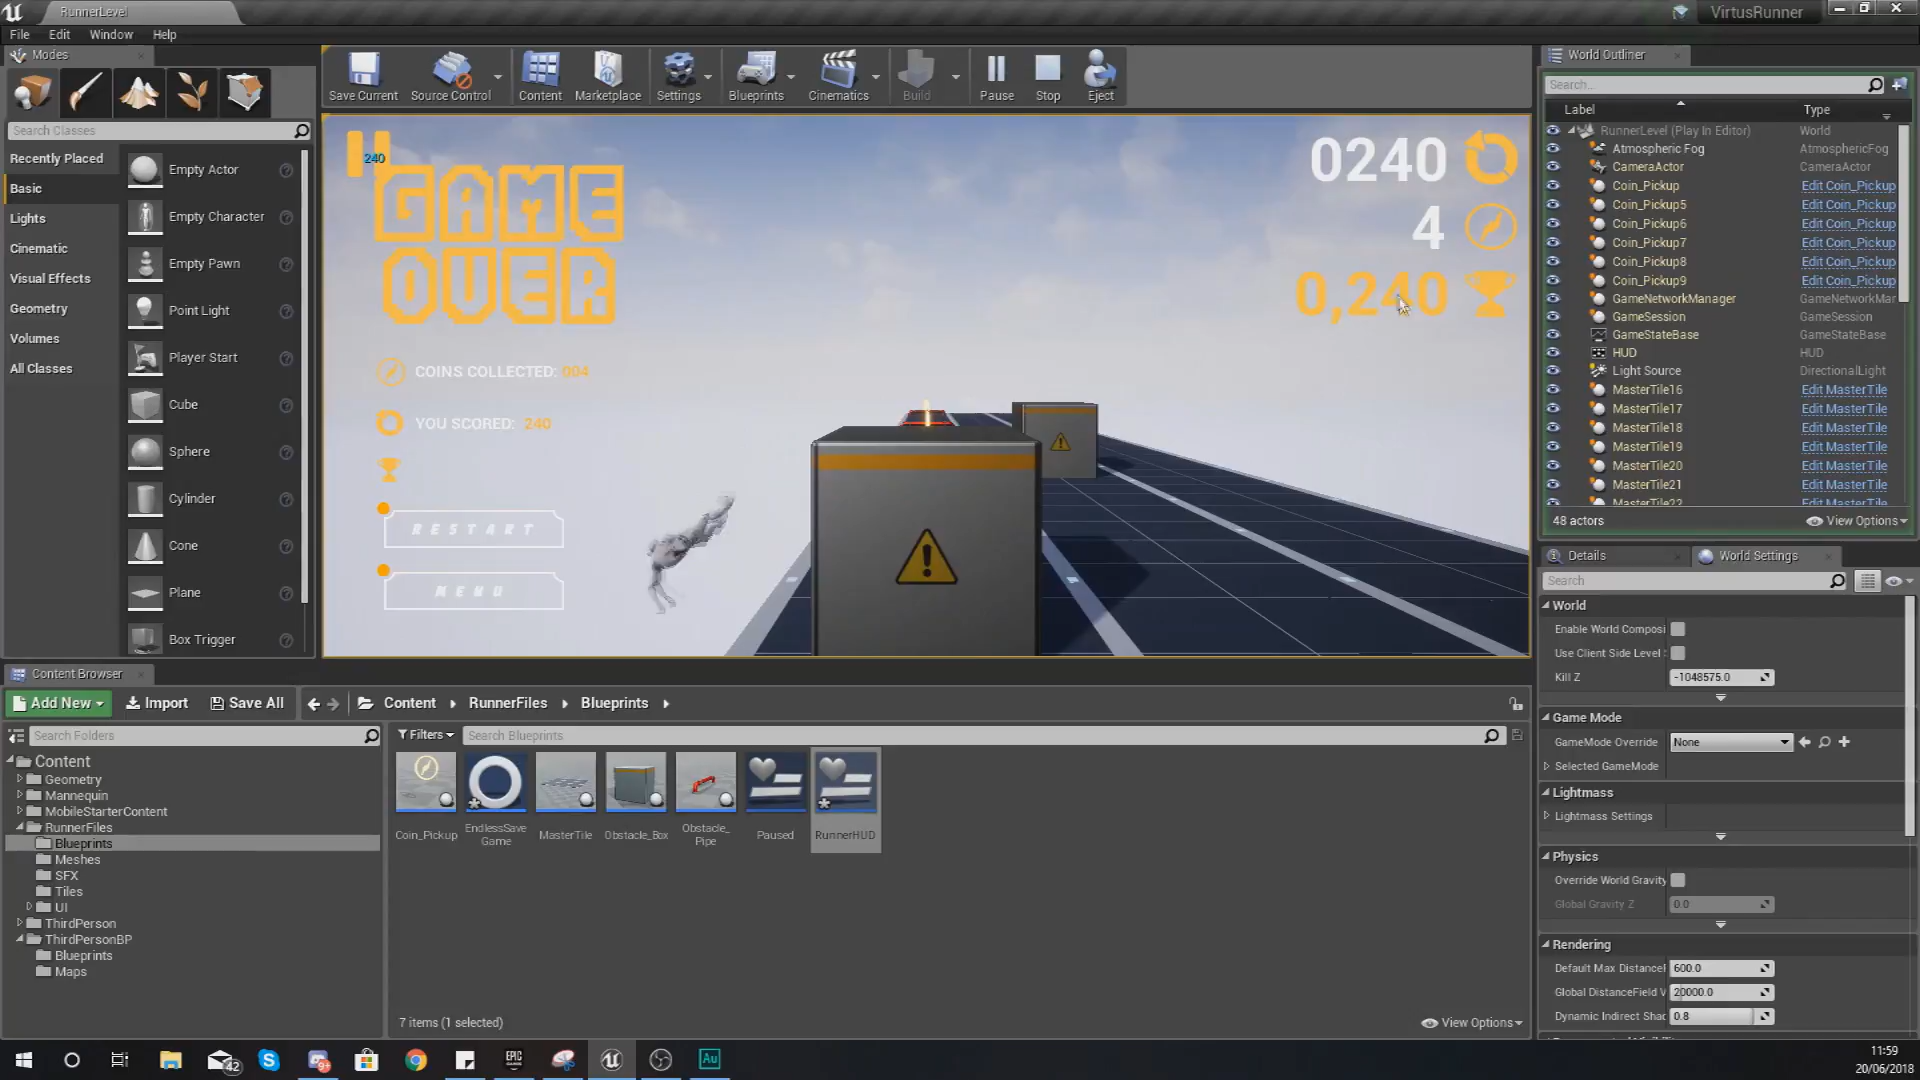 RunnerLevel
VirtusRunner
File Edit Window Help
Modes
Search Classes
Recently Placed
Basic
Lights
Cinematic
Visual Effects
Geometry
Volumes
All Classes
Empty Actor
Empty Character
Empty Pawn
Point Light
Player Start
Cube
Sphere
Cylinder
Cone
Plane
Box Trigger
Save Current
Source Control
Content
Marketplace
Settings
Blueprints
Cinematics
Build
Pause
Stop
Eject
240
GAME
OVER
COINS COLLECTED: 004
YOU SCORED: 240
RESTART
MENU
0240
4
0,240
World Outliner
Search...
Label Type
RunnerLevel (Play In Editor) World
Atmospheric Fog AtmosphericFog
CameraActor CameraActor
Coin_Pickup Edit Coin_Pickup
Coin_Pickup5 Edit Coin_Pickup
Coin_Pickup6 Edit Coin_Pickup
Coin_Pickup7 Edit Coin_Pickup
Coin_Pickup8 Edit Coin_Pickup
Coin_Pickup9 Edit Coin_Pickup
GameNetworkManager GameNetworkMar
GameSession GameSession
GameStateBase GameStateBase
HUD HUD
Light Source DirectionalLight
MasterTile16 Edit MasterTile
MasterTile17 Edit MasterTile
MasterTile18 Edit MasterTile
MasterTile19 Edit MasterTile
MasterTile20 Edit MasterTile
MasterTile21 Edit MasterTile
MasterTile22 Edit MasterTile
48 actors View Options
Details World Settings
Search
World
Enable World Composi
Use Client Side Level
Kill Z -1048575.0
Game Mode
GameMode Override None
Selected GameMode
Lightmass
Lightmass Settings
Physics
Override World Gravity
Global Gravity Z 0.0
Rendering
Default Max DistanceF 600.0
Global DistanceField V 20000.0
Dynamic Indirect Shac 0.8
Content Browser
Add New Import Save All Content RunnerFiles Blueprints
Search Folders
Filters Search Blueprints
Content
Geometry
Mannequin
MobileStarterContent
RunnerFiles
Blueprints
Meshes
SFX
Tiles
UI
ThirdPerson
ThirdPersonBP
Blueprints
Maps
Coin_Pickup
EndlessSave
Game
MasterTile
Obstacle_Box
Obstacle_
Pipe
Paused
RunnerHUD
7 items (1 selected) View Options
42
9+
EPIC
GAMES
Au
11:59
20/06/2018